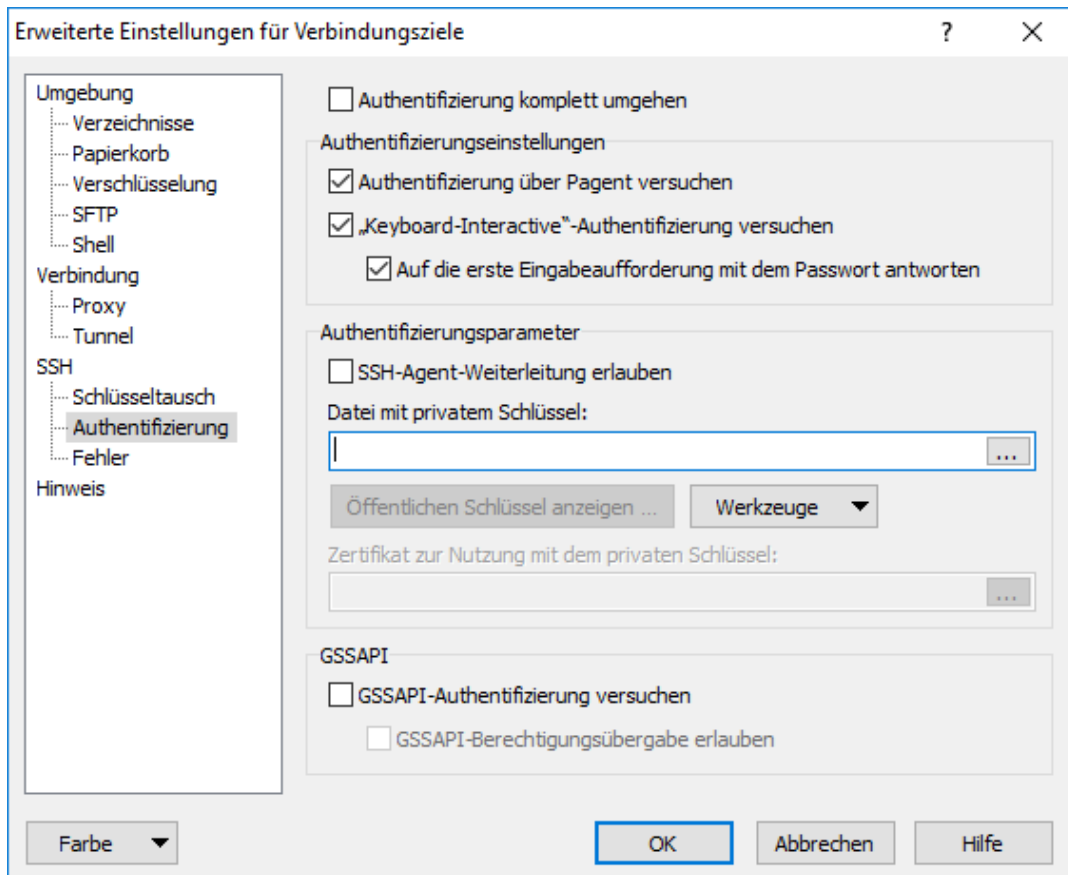 Erweiterte Einstellungen für Verbindungsziele
?
Umgebung
Verzeichnisse
Papierkorb
Verschlüsselung
SFTP
Shell
Verbindung
Proxy
Tunnel
SSH
Schlüsseltausch
Authentifizierung
Fehler
Hinweis
Authentifizierung komplett umgehen
Authentifizierungseinstellungen
Authentifizierung über Pagent versuchen
„Keyboard-Interactive“-Authentifizierung versuchen
Auf die erste Eingabeaufforderung mit dem Passwort antworten
Authentifizierungsparameter
SSH-Agent-Weiterleitung erlauben
Datei mit privatem Schlüssel:
...
Öffentlichen Schlüssel anzeigen ...
Werkzeuge
Zertifikat zur Nutzung mit dem privaten Schlüssel:
...
GSSAPI
GSSAPI-Authentifizierung versuchen
GSSAPI-Berechtigungsübergabe erlauben
Farbe
OK
Abbrechen
Hilfe